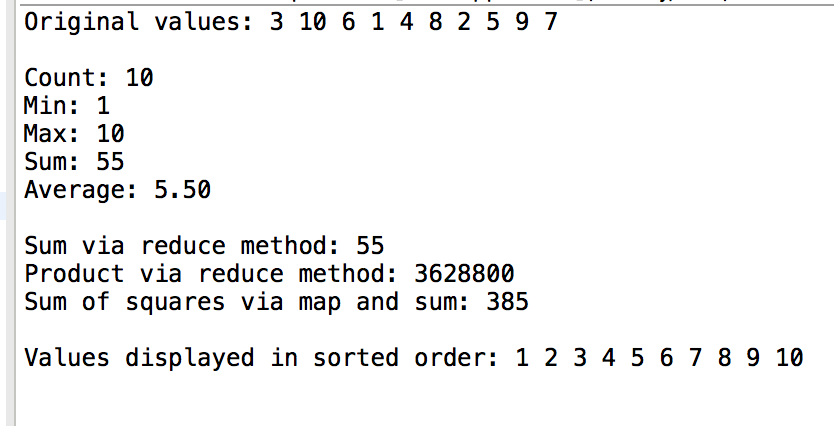 Original values: 3 10 6 1 4 8 2 5 9 7
Count: 10
Min: 1
Max: 10
Sum: 55
Average: 5.50
Sum via reduce method: 55
Product via reduce method: 3628800
Sum of squares via map and sum: 385
Values displayed in sorted order: 1 2 3 4 5 6 7 8 9 10